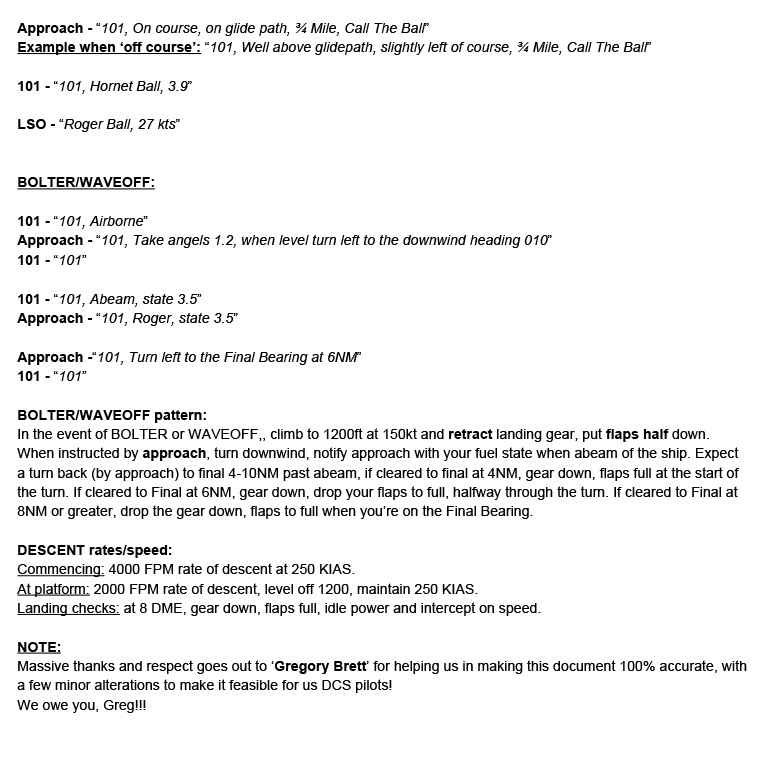 Approach - “101, On course, on glide path, ¾ Mile, Call The Ball”
Example when ‘off course’: “101, Well above glidepath, slightly left of course, ¾ Mile, Call The Ball”
101 - “101, Hornet Ball, 3.9”
LSO - “Roger Ball, 27 kts”
BOLTER/WAVEOFF:
101 - “101, Airborne”
Approach - “101, Take angels 1.2, when level turn left to the downwind heading 010”
101 - “101”
101 - “101, Abeam, state 3.5”
Approach - “101, Roger, state 3.5”
Approach -“101, Turn left to the Final Bearing at 6NM”
101 - “101”
BOLTER/WAVEOFF pattern:
In the event of BOLTER or WAVEOFF,, climb to 1200ft at 150kt and retract landing gear, put flaps half down.
When instructed by approach, turn downwind, notify approach with your fuel state when abeam of the ship. Expect
a turn back (by approach) to final 4-10NM past abeam, if cleared to final at 4NM, gear down, flaps full at the start of
the turn. If cleared to Final at 6NM, gear down, drop your flaps to full, halfway through the turn. If cleared to Final at
8NM or greater, drop the gear down, flaps to full when you’re on the Final Bearing.
DESCENT rates/speed:
Commencing: 4000 FPM rate of descent at 250 KIAS.
At platform: 2000 FPM rate of descent, level off 1200, maintain 250 KIAS.
Landing checks: at 8 DME, gear down, flaps full, idle power and intercept on speed.
NOTE:
Massive thanks and respect goes out to ‘Gregory Brett’ for helping us in making this document 100% accurate, with
a few minor alterations to make it feasible for us DCS pilots!
We owe you, Greg!!!